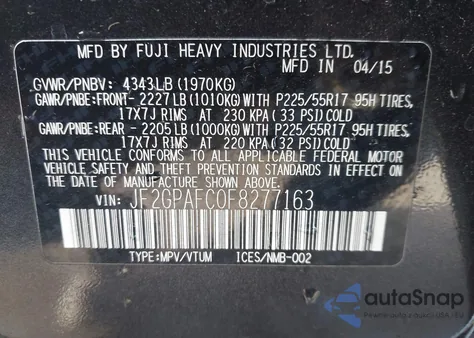 MFD BY FUJI HEAVY INDUSTRIES LTD.
MFD. IN 04/15
GVWR/PNBV: 4343LB (1970KG)
GAWR/PNBE:FRONT- 2227 LB (1010KG) WITH P225/55R17 95H TIRES,
17X7J RIMS AT 230 KPA (33 PSI) COLD
GAWR/PNBE:REAR - 2205 LB (1000KG) WITH P225/55R17 95H TIRES,
17X7J RIMS AT 220 KPA (32 PSI) COLD
THIS VEHICLE CONFORMS TO ALL APPLICABLE FEDERAL MOTOR
VEHICLE SAFETY AND THEFT PREVENTION STANDARDS IN EFFECT
ON THE DATE OF MANUFACTURE SHOWN ABOVE.
VIN: JF2GPAFC0F8277163
TYPE:MPV/VTUM ICES/NMB-002
autoSnap